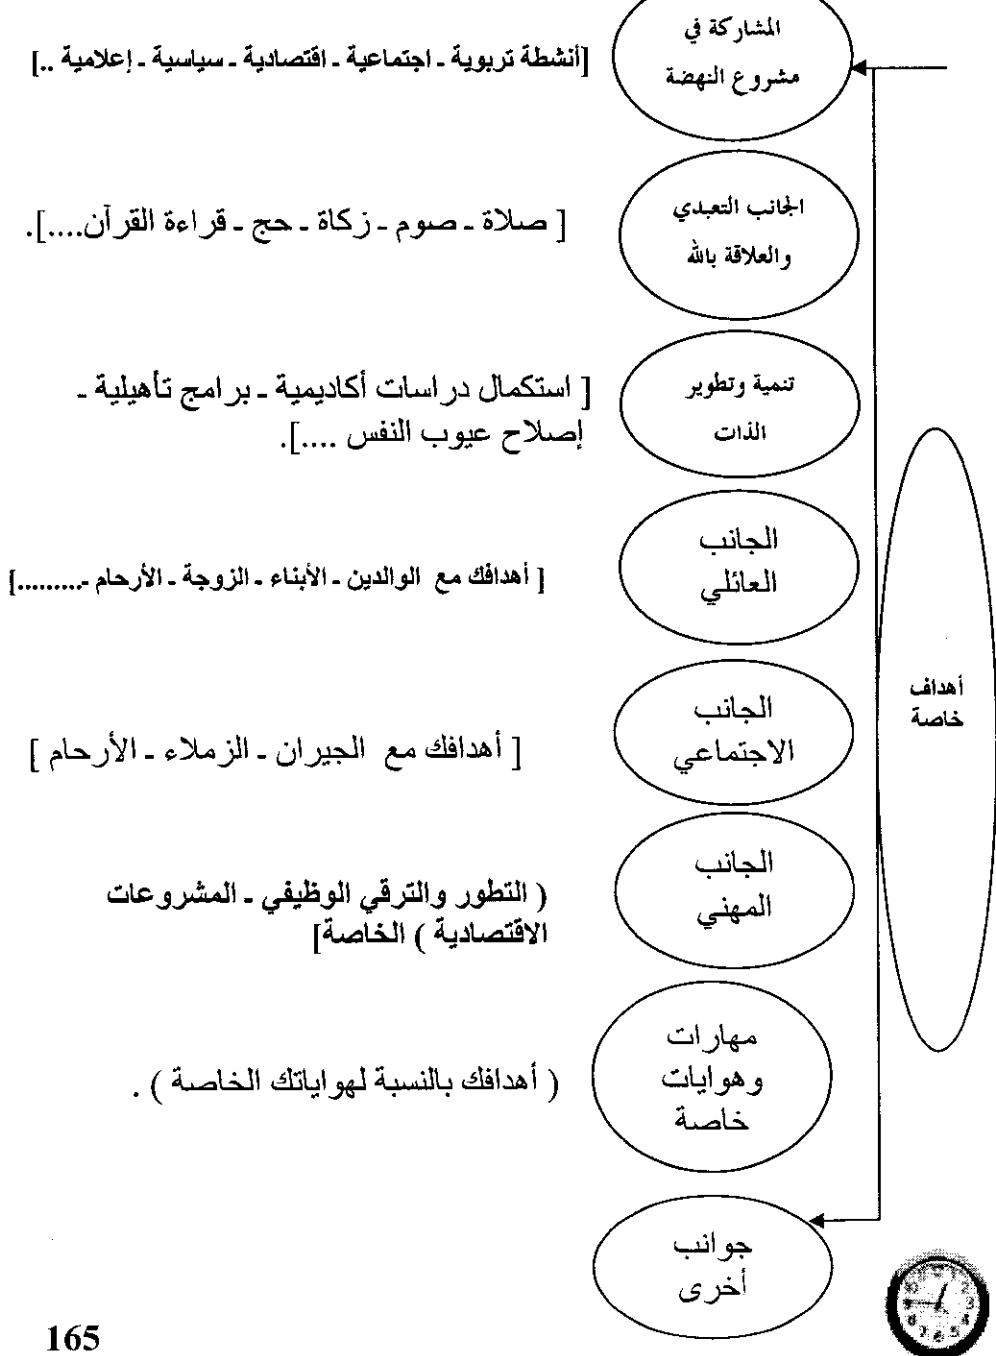 المشاركة في
مشروع النهضة
[أنشطة تربوية ـ اجتماعية ـ اقتصادية ـ سياسية ـ إعلامية ..]
الجانب التعبدي
والعلاقة بالله
[ صلاة ـ صوم ـ زكاة ـ حج ـ قراءة القرآن....].
تنمية وتطوير
الذات
[ استكمال دراسات أكاديمية ـ برامج تأهيلية ـ
إصلاح عيوب النفس ....].
الجانب
العائلي
[ أهدافك مع الوالدين ـ الأبناء ـ الزوجة ـ الأرحام ـ.........]
أهداف
خاصة
الجانب
الاجتماعي
[ أهدافك مع الجيران ـ الزملاء ـ الأرحام ]
الجانب
المهني
( التطور والترقي الوظيفي ـ المشروعات
الاقتصادية ) الخاصة]
مهارات
وهوايات
خاصة
( أهدافك بالنسبة لهواياتك الخاصة ) .
جوانب
أخرى
165